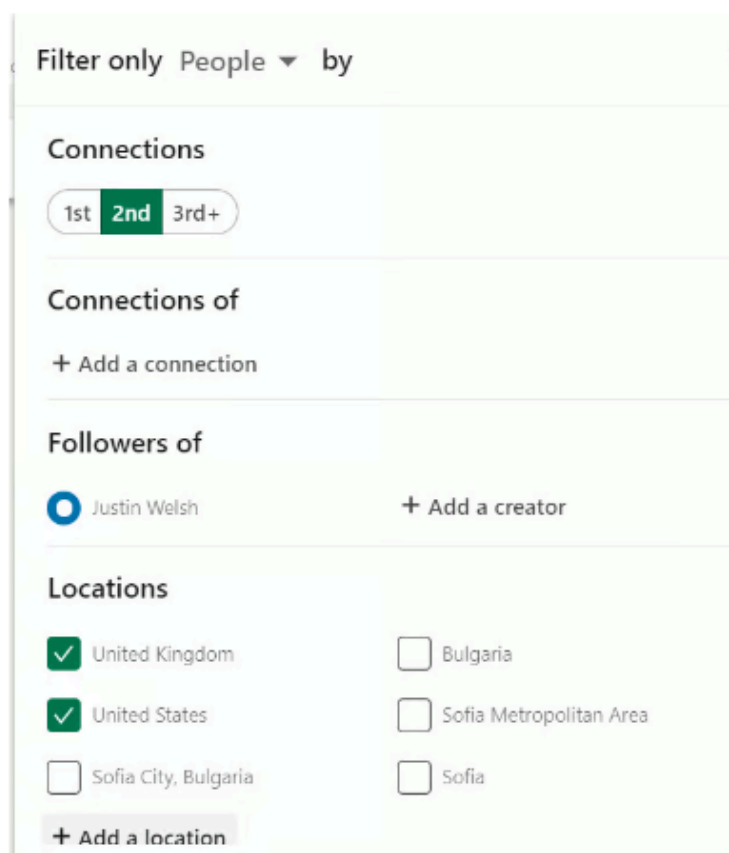 Filter only People by
Connections
1st 2nd 3rd+
Connections of
+ Add a connection
Followers of
Justin Welsh + Add a creator
Locations
United Kingdom Bulgaria
United States Sofia Metropolitan Area
Sofia City, Bulgaria Sofia
+ Add a location